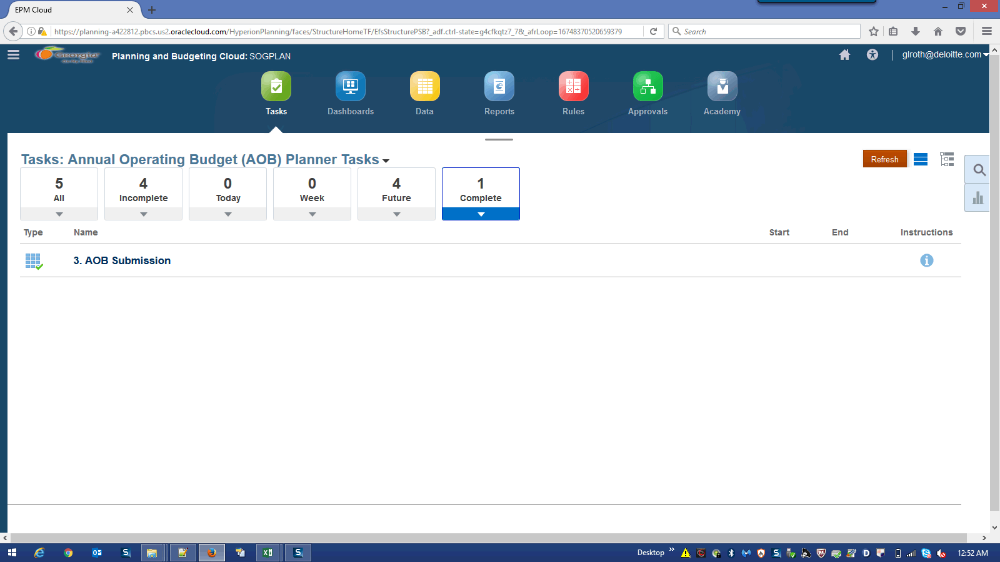 EPM Cloud
https://planning-a422812.pbcs.us2.oraclecloud.com/HyperionPlanning/faces/StructureHomeTF/EfsStructurePSB?_adf.ctrl-state=g4cfkqtz7_7&_afrLoop=16748370520659379
Search
Georgia
Planning and Budgeting Cloud: SOGPLAN
glroth@deloitte.com
Tasks
Dashboards
Data
Reports
Rules
Approvals
Academy
Tasks: Annual Operating Budget (AOB) Planner Tasks
Refresh
5
All
4
Incomplete
0
Today
0
Week
4
Future
1
Complete
Type Name Start End Instructions
3. AOB Submission
Desktop
12:52 AM